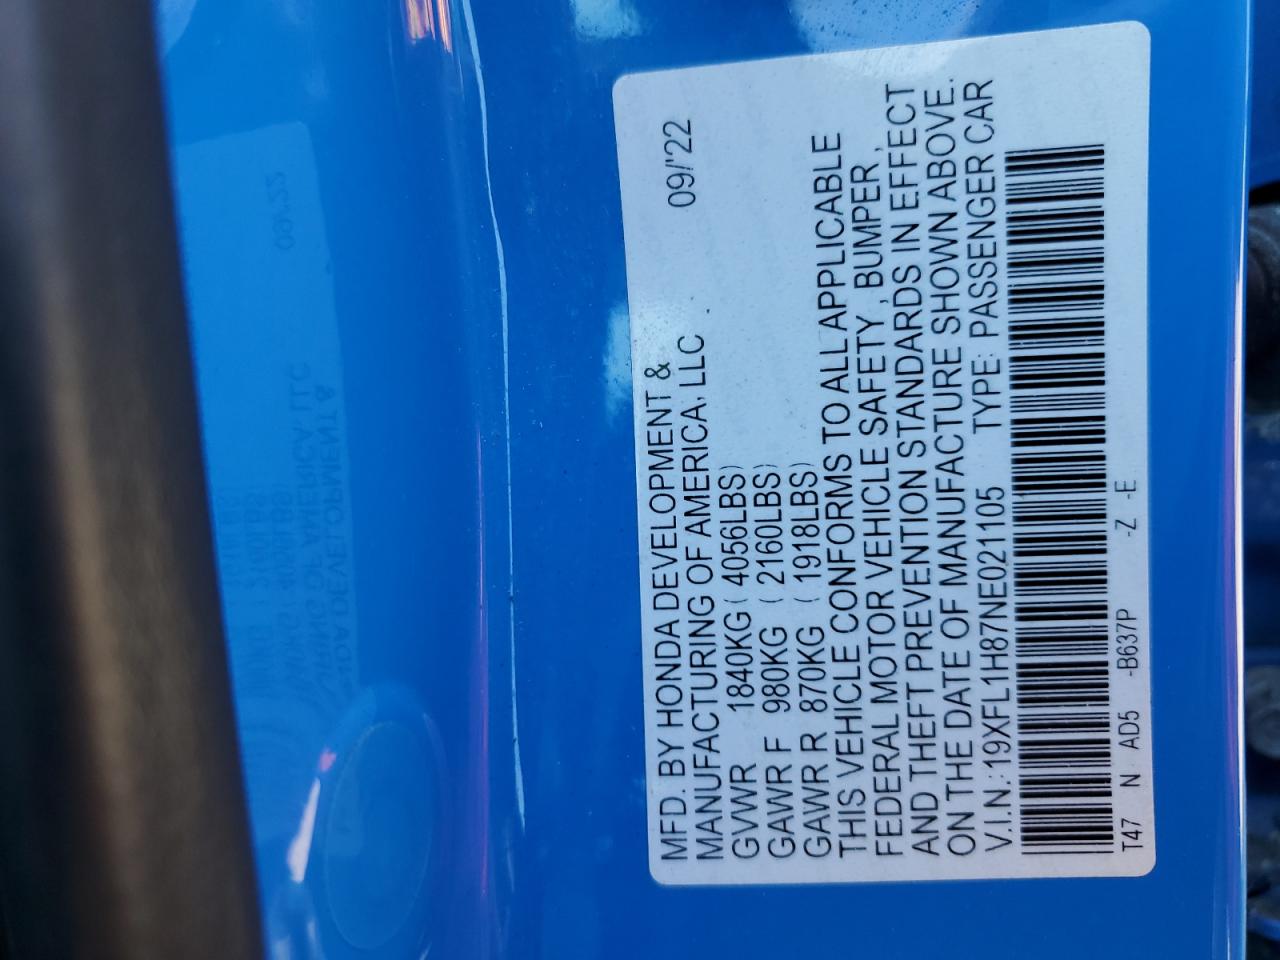 MFD. BY HONDA DEVELOPMENT &
MANUFACTURING OF AMERICA, LLC 09/'22
GVWR 1840KG ( 4056LBS)
GAWR F 980KG ( 2160LBS)
GAWR R 870KG ( 1918LBS)
THIS VEHICLE CONFORMS TO ALL APPLICABLE
FEDERAL MOTOR VEHICLE SAFETY , BUMPER ,
AND THEFT PREVENTION STANDARDS IN EFFECT
ON THE DATE OF MANUFACTURE SHOWN ABOVE.
V.I.N.:19XFL1H87NE021105 TYPE: PASSENGER CAR
T47 N AD5 -B637P -Z -E